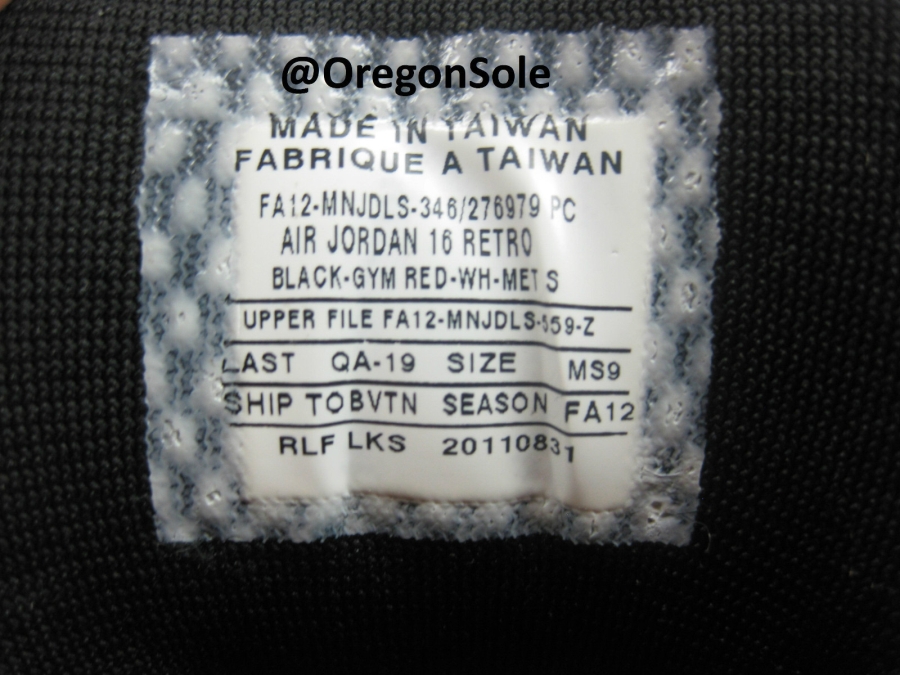 @OregonSole
MADE IN TAIWAN
FABRIQUE A TAIWAN
FA12-MNJDLS-346/276979 PC
AIR JORDAN 16 RETRO
BLACK-GYM RED-WH-MET S
UPPER FILE FA12-MNJDLS-559-Z
LAST QA-19 SIZE MS9
SHIP TOBVTN SEASON FA12
RLF LKS 20110831